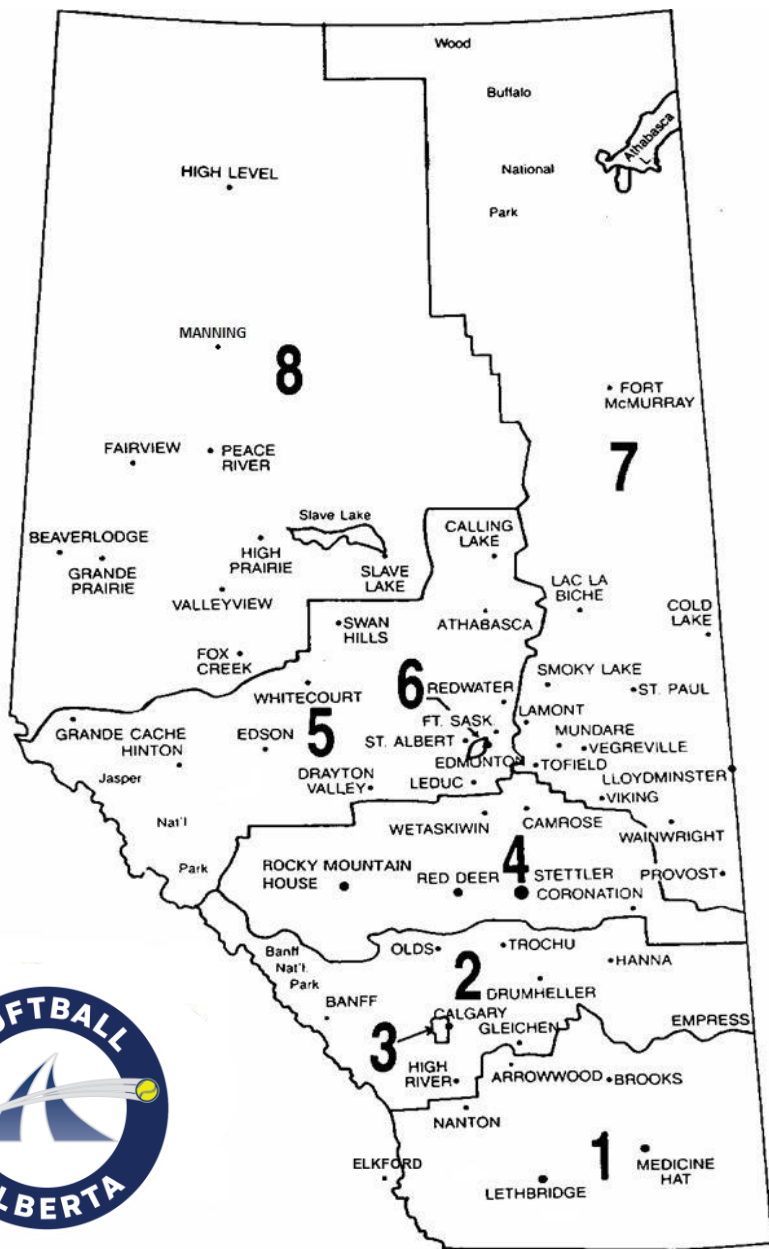 Wood
Buffalo
Athabasca
L.
National
HIGH LEVEL
Park
MANNING
8
FORT
McMURRAY
FAIRVIEW
PEACE
RIVER
7
Slave Lake
BEAVERLODGE
CALLING
LAKE
GRANDE
PRAIRIE
HIGH
PRAIRIE
SLAVE
LAKE
LAC LA
BICHE
VALLEYVIEW
COLD
LAKE
SWAN
HILLS
ATHABASCA
FOX
CREEK
6
SMOKY LAKE
WHITECOURT
REDWATER
ST. PAUL
LAMONT
GRANDE CACHE
5
FT. SASK.
HINTON
EDSON
ST. ALBERT
MUNDARE
VEGREVILLE
EDMONTON
TOFIELD
Jasper
DRAYTON
VALLEY
LEDUC
LLOYDMINSTER
VIKING
Nat'l
WETASKIWIN
CAMROSE
WAINWRIGHT
Park
4
ROCKY MOUNTAIN
HOUSE
RED DEER
STETTLER
PROVOST
CORONATION
Banff
Nat'l.
Park
OLDS
TROCHU
HANNA
2
DRUMHELLER
BANFF
CALGARY
3
GLEICHEN
EMPRESS
HIGH
RIVER
ARROWWOOD
BROOKS
NANTON
1
ELKFORD
MEDICINE
HAT
LETHBRIDGE
OFTBALL
LBERTA